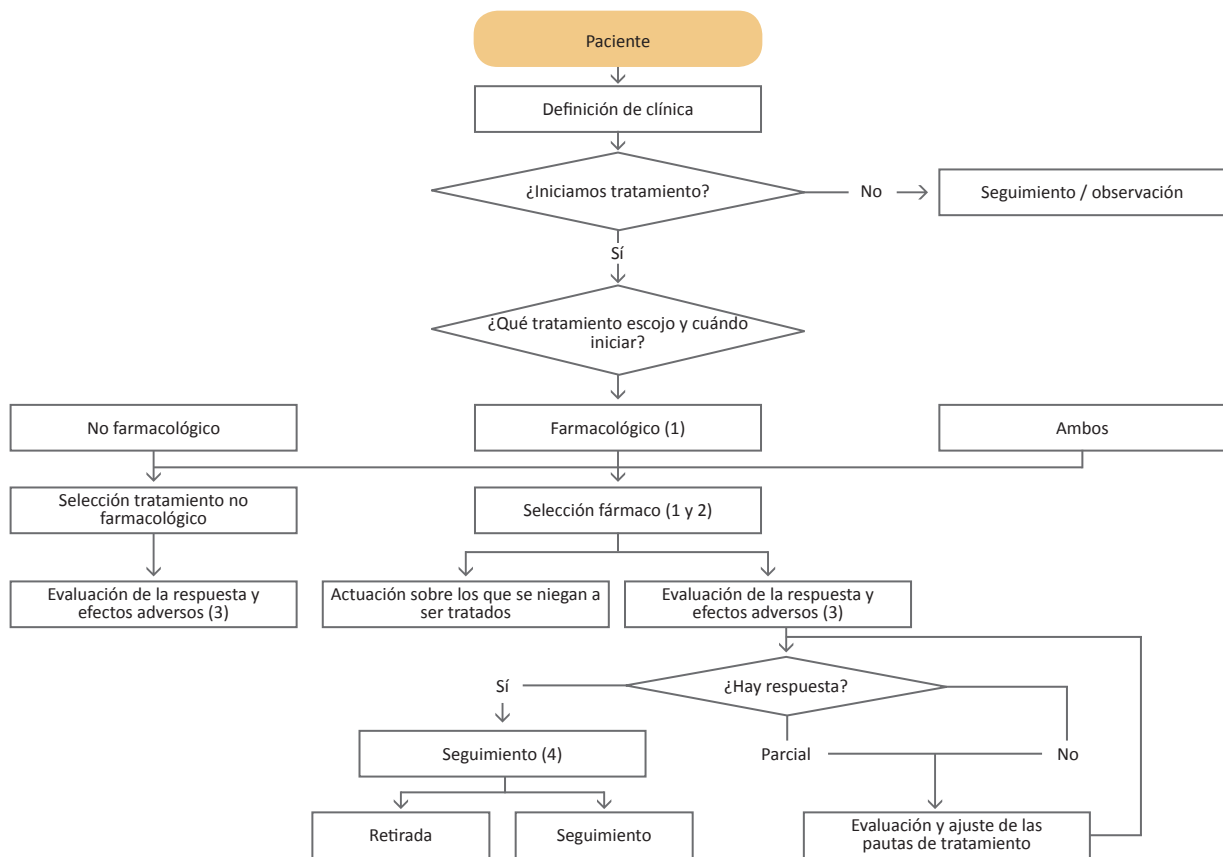 Paciente
Definición de clínica
¿Iniciamos tratamiento?
No
Seguimiento / observación
Sí
¿Qué tratamiento escojo y cuándo
iniciar?
No farmacológico
Farmacológico (1)
Ambos
Selección tratamiento no
farmacológico
Selección fármaco (1 y 2)
Evaluación de la respuesta y
efectos adversos (3)
Actuación sobre los que se niegan a
ser tratados
Evaluación de la respuesta y
efectos adversos (3)
¿Hay respuesta?
Sí
Seguimiento (4)
Parcial
No
Retirada
Seguimiento
Evaluación y ajuste de las
pautas de tratamiento